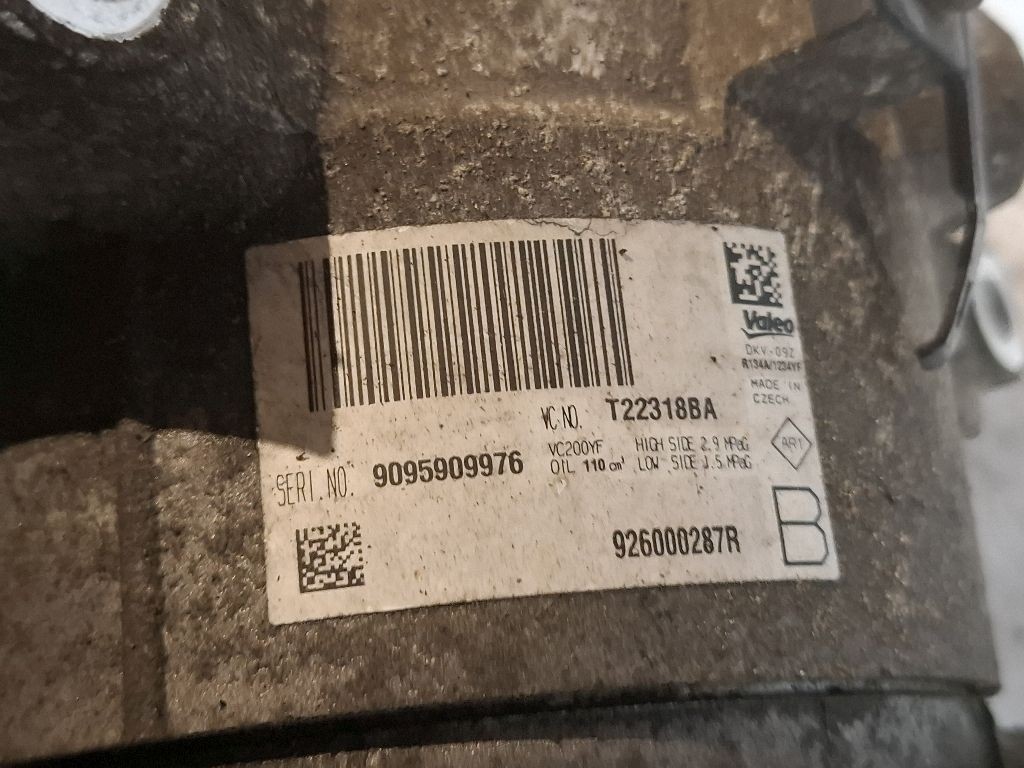 Valeo
DKV-09Z
R134A/1234YF
MADE IN
CZECH
VC NO. T22318BA
VC200YF HIGH SIDE 2.9 MPaG
OIL 110 cm³ LOW SIDE 1.5 MPaG
AR1
SERI.NO. 9095909976
926000287R
B